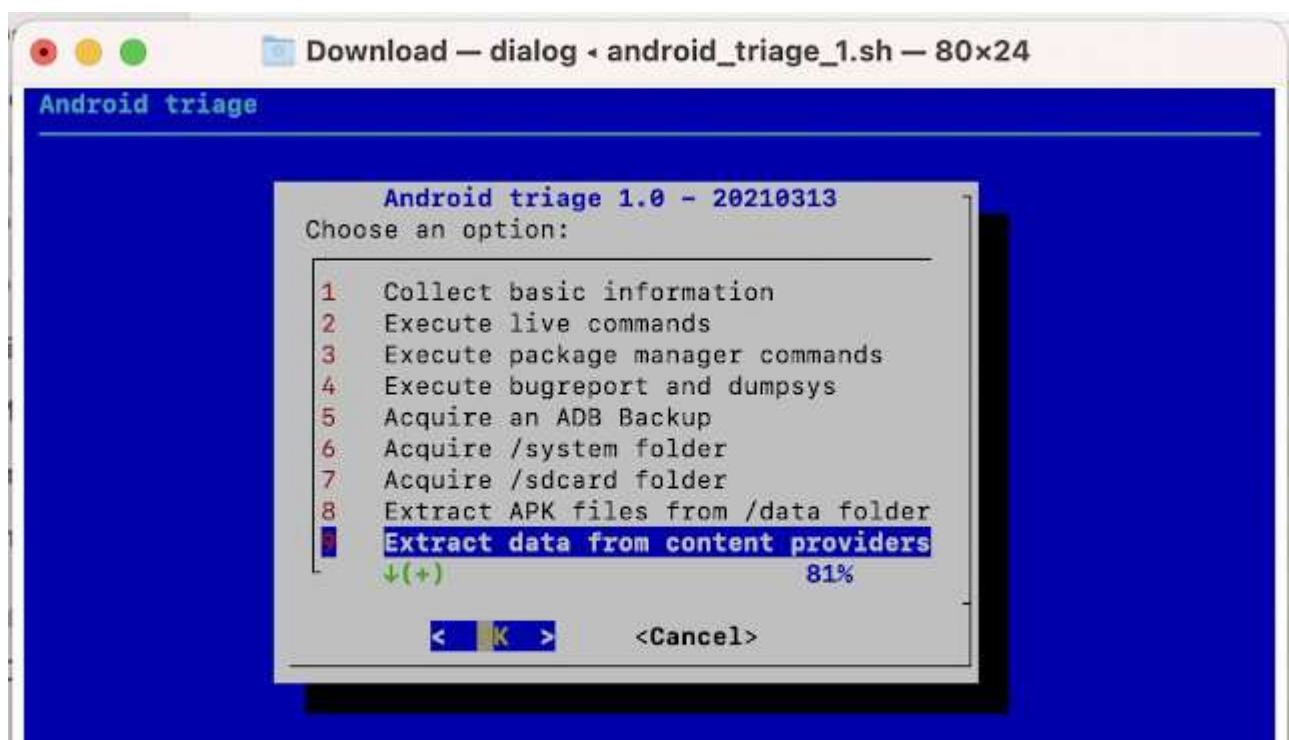 Download — dialog ◂ android_triage_1.sh — 80×24
Android triage
Android triage 1.0 – 20210313
Choose an option:
1 Collect basic information
2 Execute live commands
3 Execute package manager commands
4 Execute bugreport and dumpsys
5 Acquire an ADB Backup
6 Acquire /system folder
7 Acquire /sdcard folder
8 Extract APK files from /data folder
9 Extract data from content providers
↓(+) 81%
< OK > <Cancel>